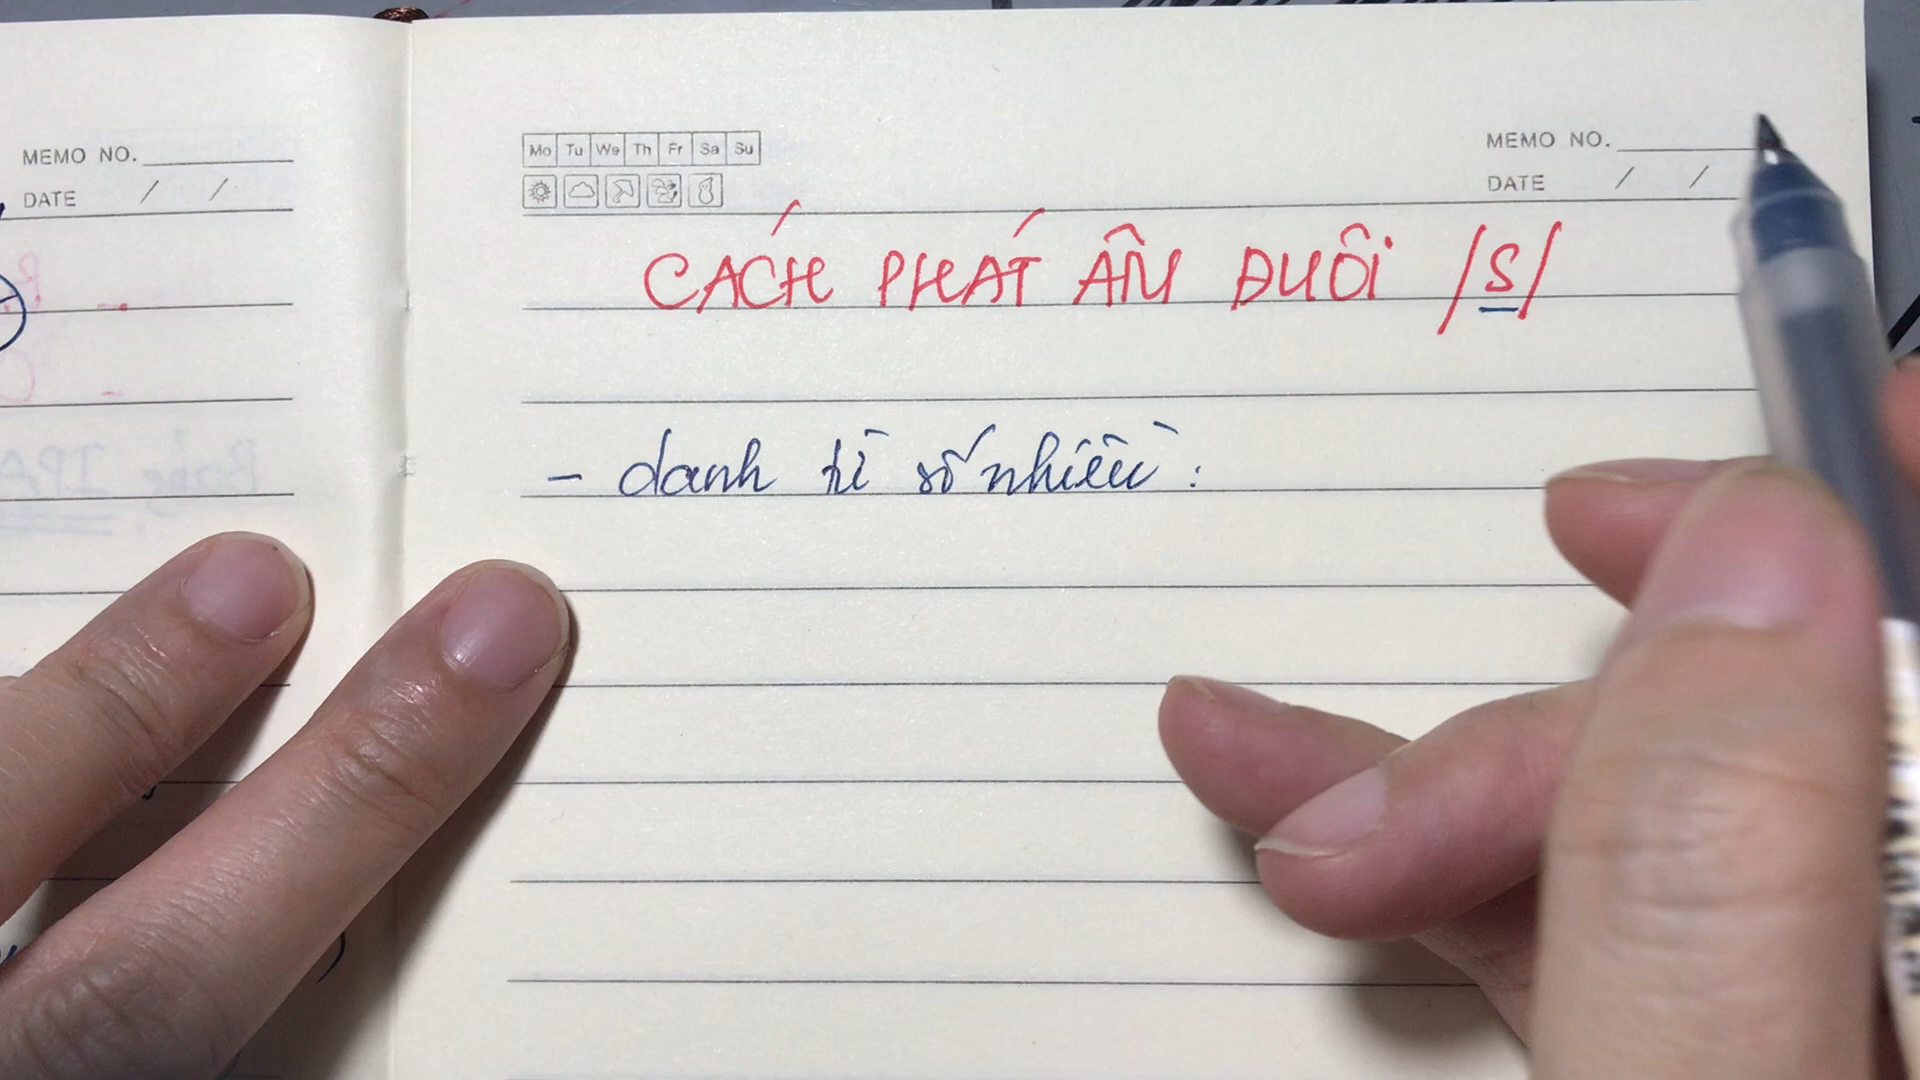 MEMO NO.
DATE / /
Mo Tu We Th Fr Sa Su
MEMO NO.
DATE / /
CÁCH PHÁT ÂM ĐUÔI /S/
- danh từ số nhiều :